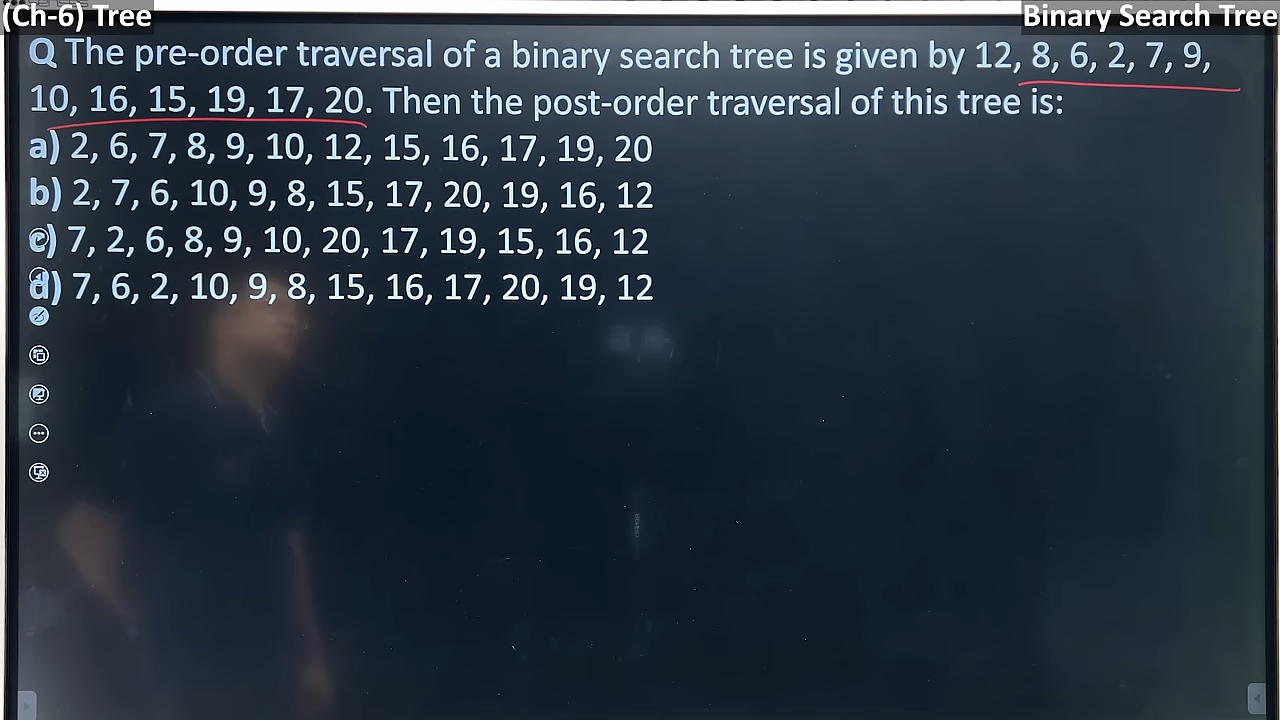 (Ch-6) Tree
Binary Search Tree
Q The pre-order traversal of a binary search tree is given by 12, 8, 6, 2, 7, 9,
10, 16, 15, 19, 17, 20. Then the post-order traversal of this tree is:
a) 2, 6, 7, 8, 9, 10, 12, 15, 16, 17, 19, 20
b) 2, 7, 6, 10, 9, 8, 15, 17, 20, 19, 16, 12
c) 7, 2, 6, 8, 9, 10, 20, 17, 19, 15, 16, 12
d) 7, 6, 2, 10, 9, 8, 15, 16, 17, 20, 19, 12